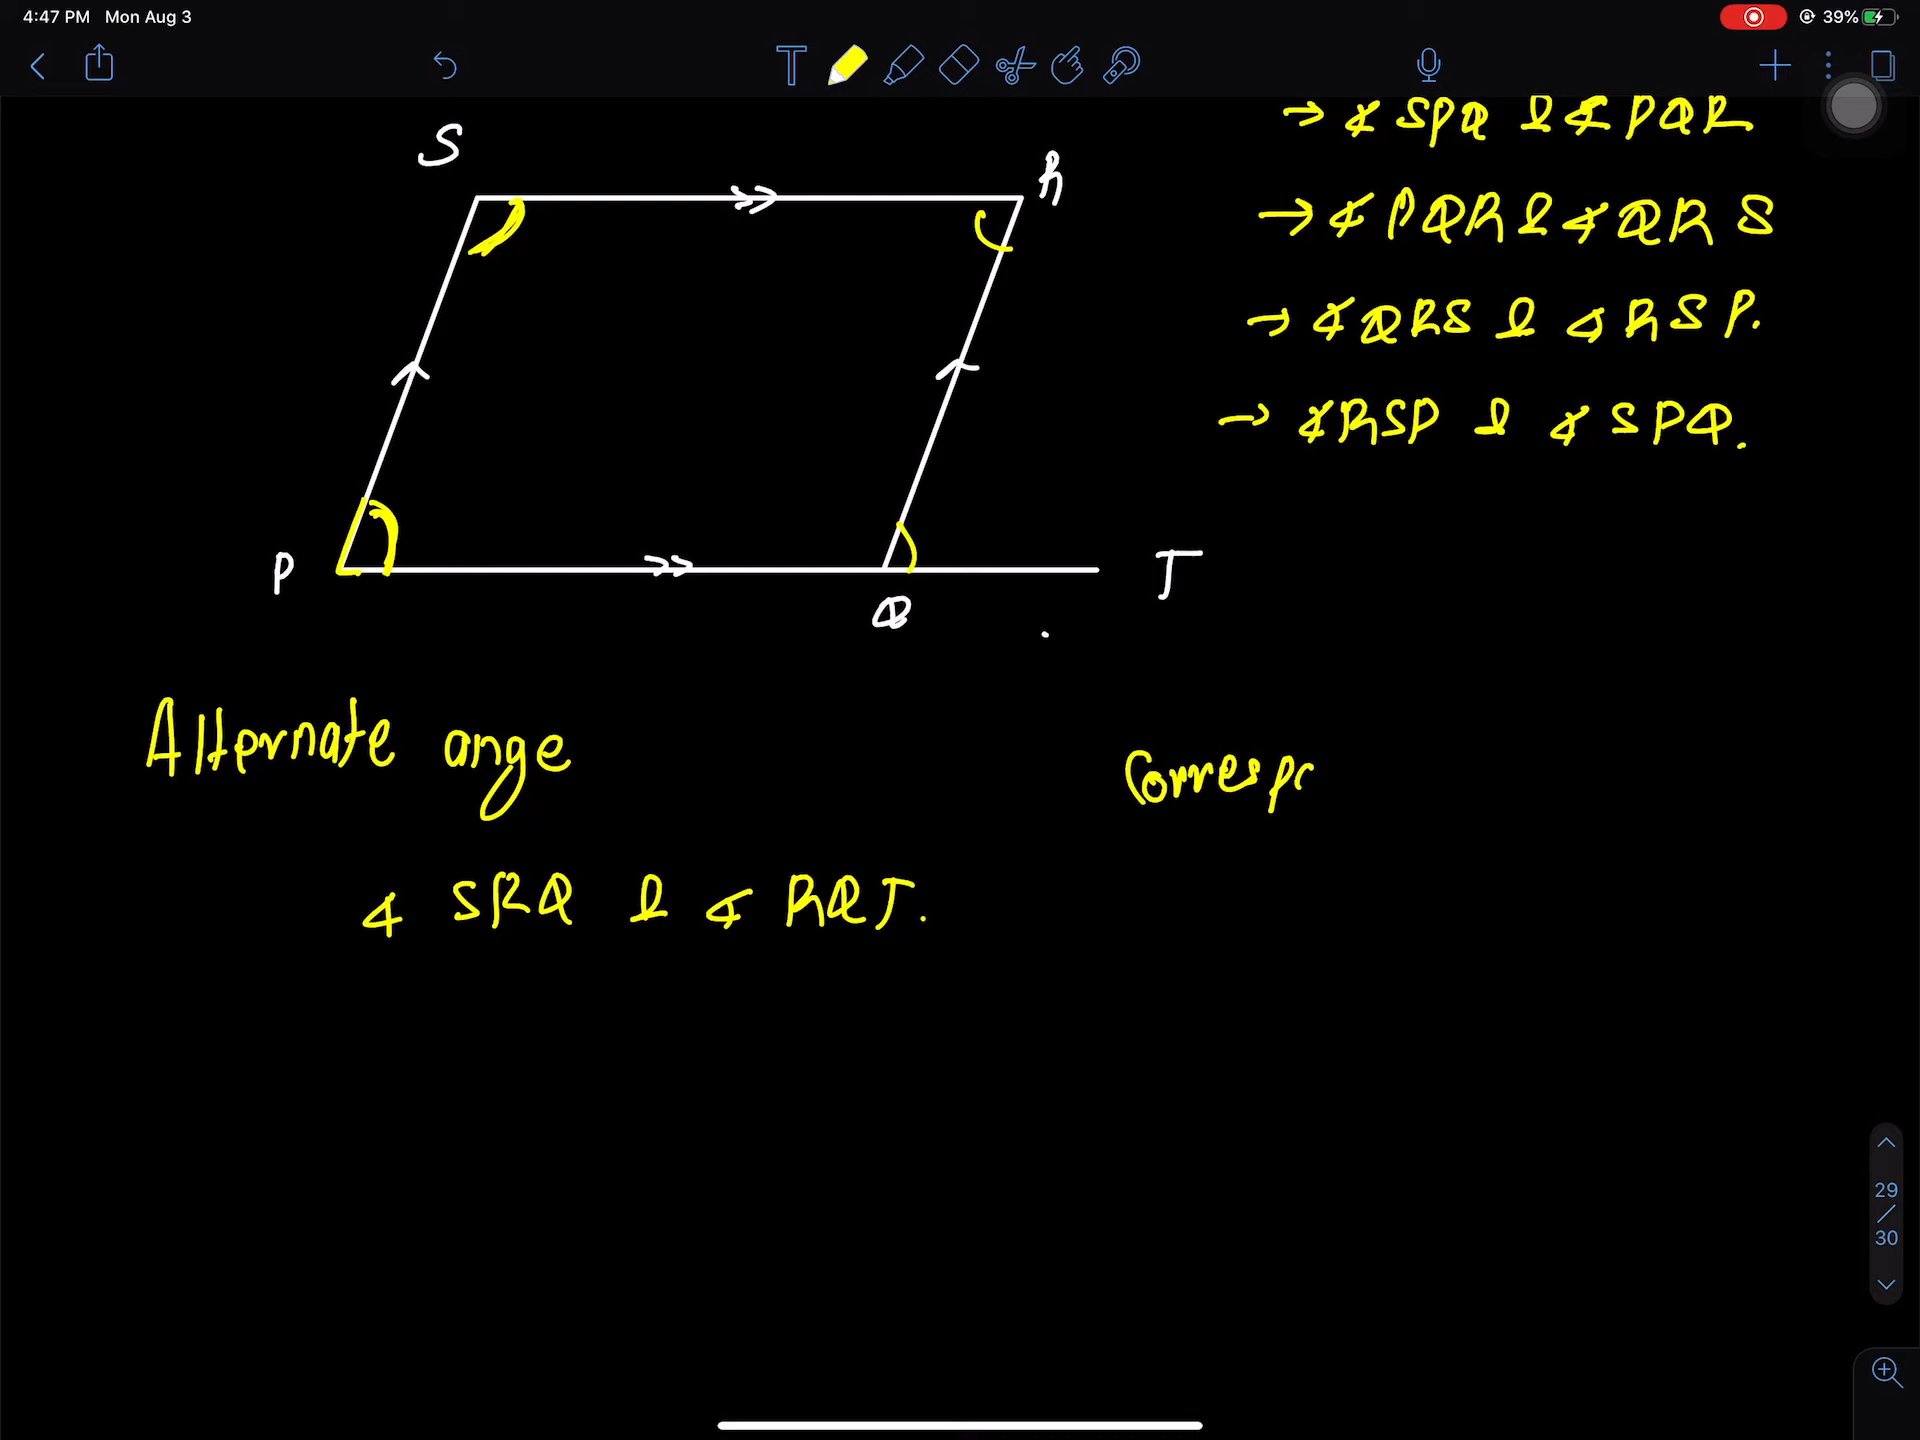 4:47 PM Mon Aug 3
39%
→ ∡ SPQ & ∡ PQR
→ ∡ PQR & ∡ QRS
→ ∡ QRS & ∡ RSP.
→ ∡ RSP & ∡ SPQ.
S
R
P
Q
T
Alternate ange
Correspo
∡ SRQ & ∡ RQT.
29
/
30